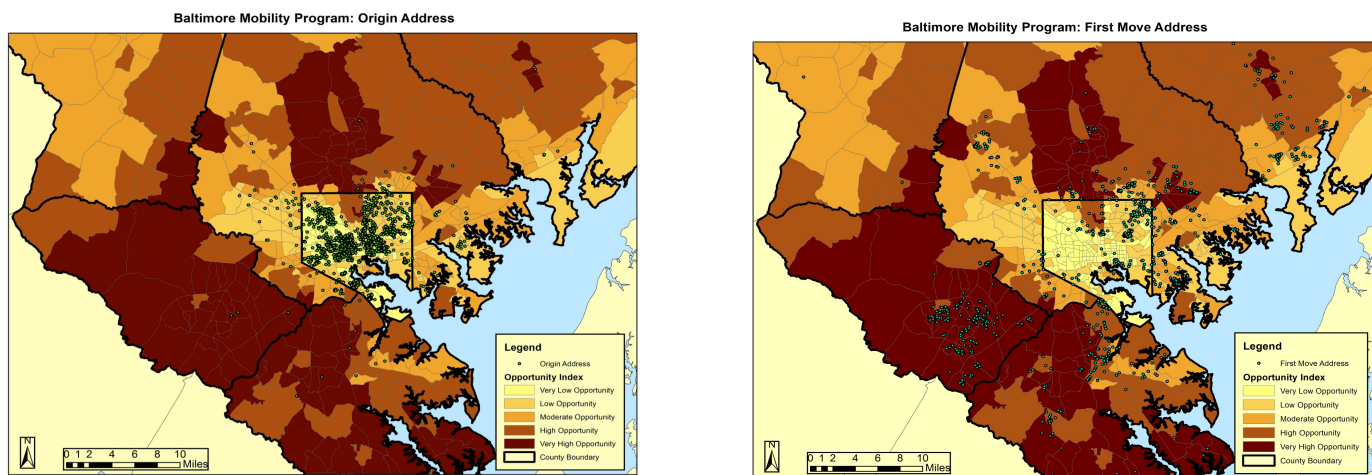 Baltimore Mobility Program: Origin Address
Legend
Origin Address
Opportunity Index
Very Low Opportunity
Low Opportunity
Moderate Opportunity
High Opportunity
Very High Opportunity
County Boundary
N
0 1 2 4 6 8 10
Miles
Baltimore Mobility Program: First Move Address
Legend
First Move Address
Opportunity Index
Very Low Opportunity
Low Opportunity
Moderate Opportunity
High Opportunity
Very High Opportunity
County Boundary
N
0 1 2 4 6 8 10
Miles